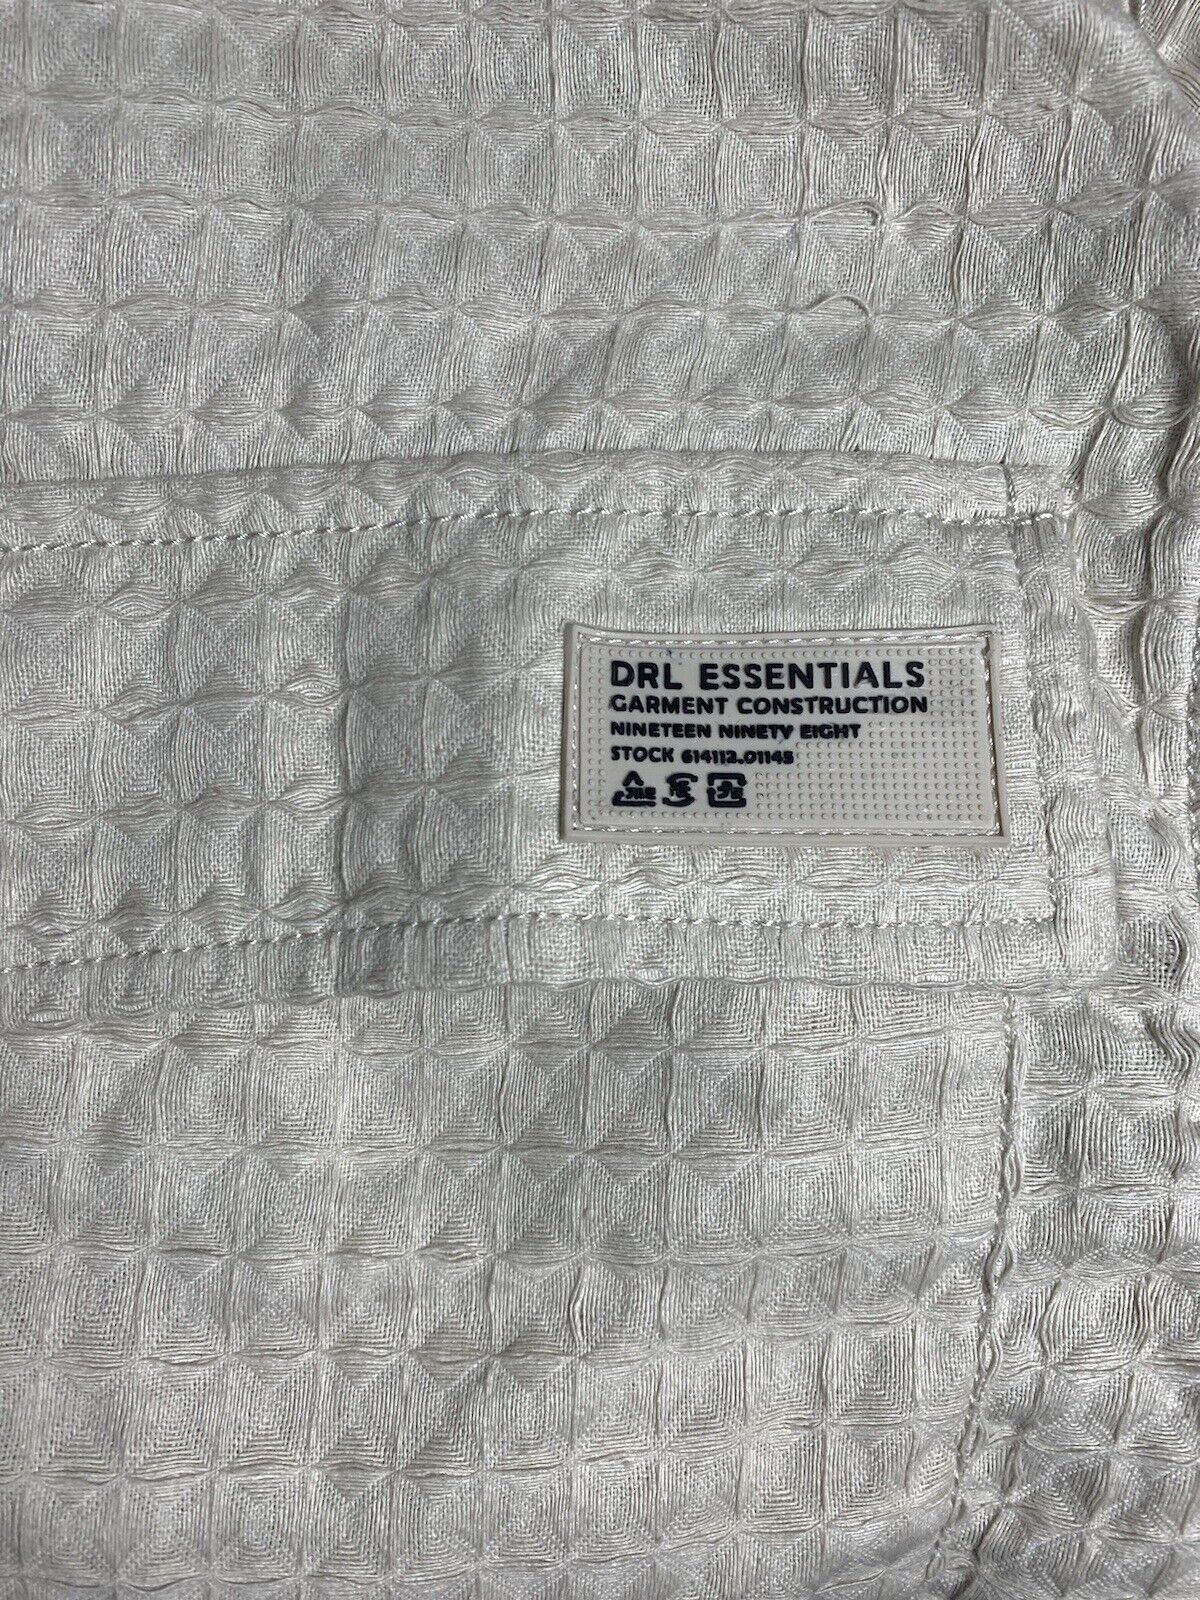 DRL ESSENTIALS
GARMENT CONSTRUCTION
NINETEEN NINETY EIGHT
STOCK 614112.01145